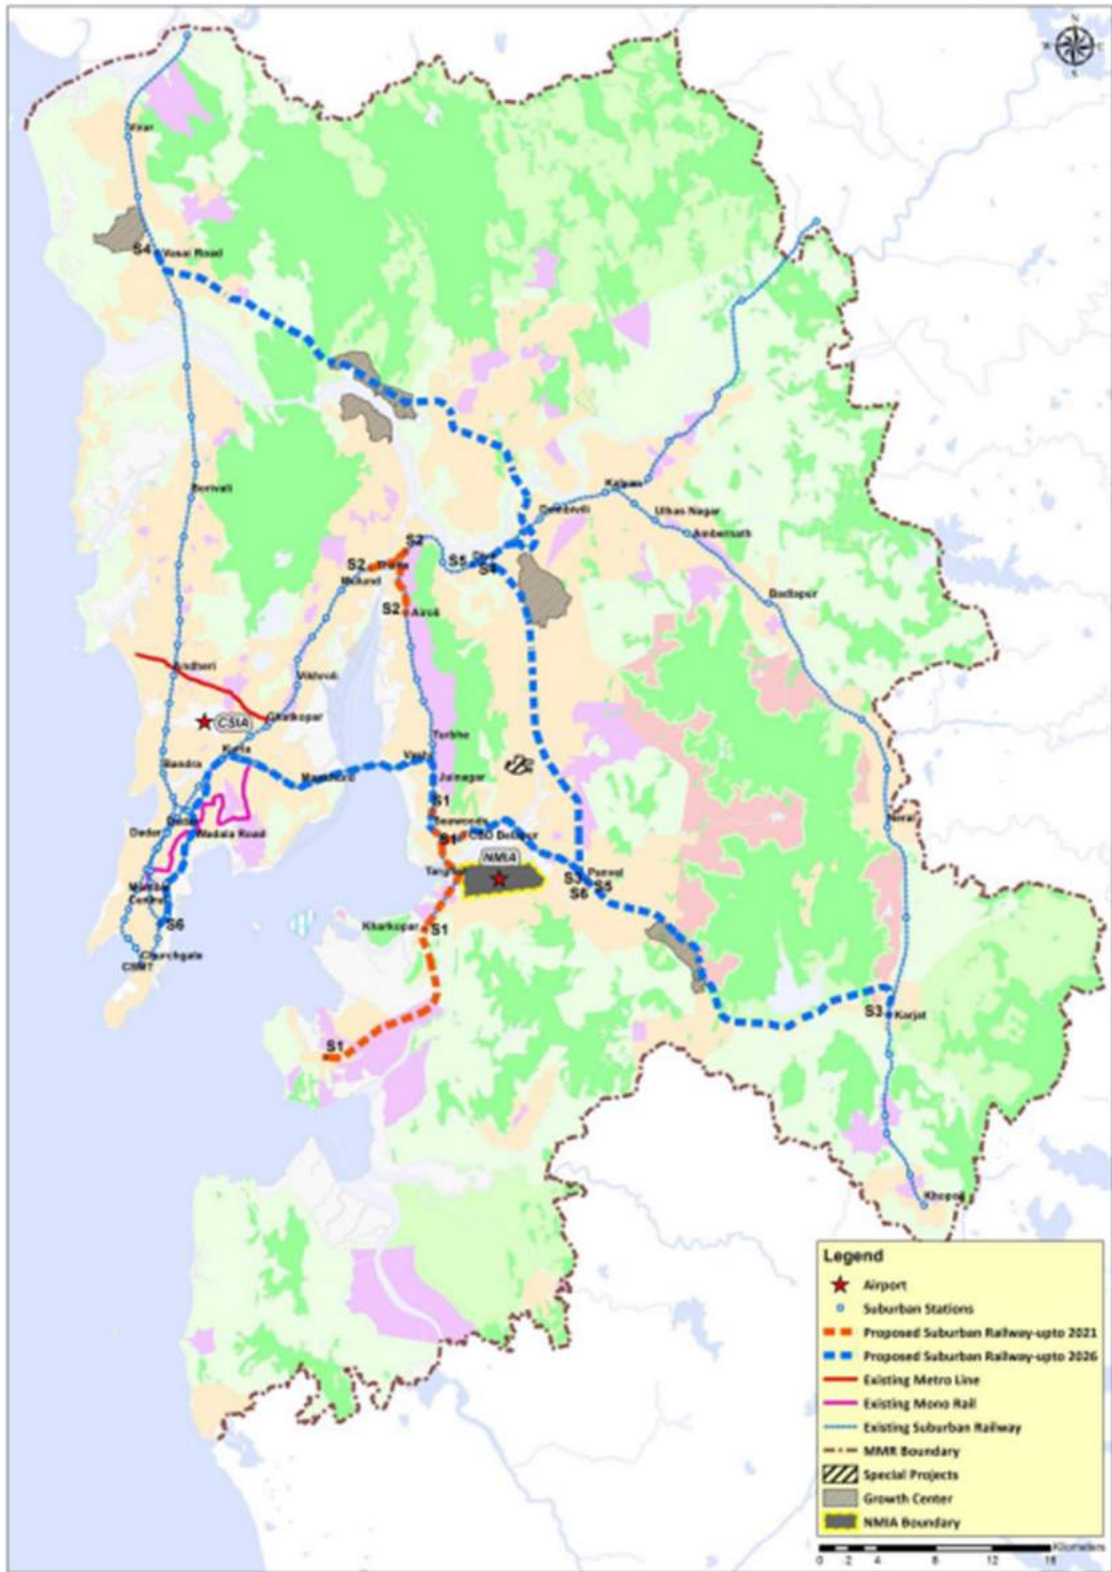 N
S
Virar
S4
Vasai Road
Borivali
Kalyan
Dombivli
Ulhas Nagar
Ambernath
S2
S5
S2
Thane
Mulund
Badlapur
S2
Airoli
Andheri
Vikhroli
CSIA
Ghatkopar
Turbhe
Kurla
Vashi
Bandra
Mankhurd
Juinagar
S1
Dadar
Seawoods
Dadar
Wadala Road
S1
CBD Belapur
Neral
NMIA
Panvel
S3
S5
S6
Mumbai
Central
S6
Kharkopar
S1
Churchgate
CSMT
S3
Karjat
S1
Khopoli
Legend
Airport
Suburban Stations
Proposed Suburban Railway-upto 2021
Proposed Suburban Railway-upto 2026
Existing Metro Line
Existing Mono Rail
Existing Suburban Railway
MMR Boundary
Special Projects
Growth Center
NMIA Boundary
Kilometers
0 2 4 8 12 16